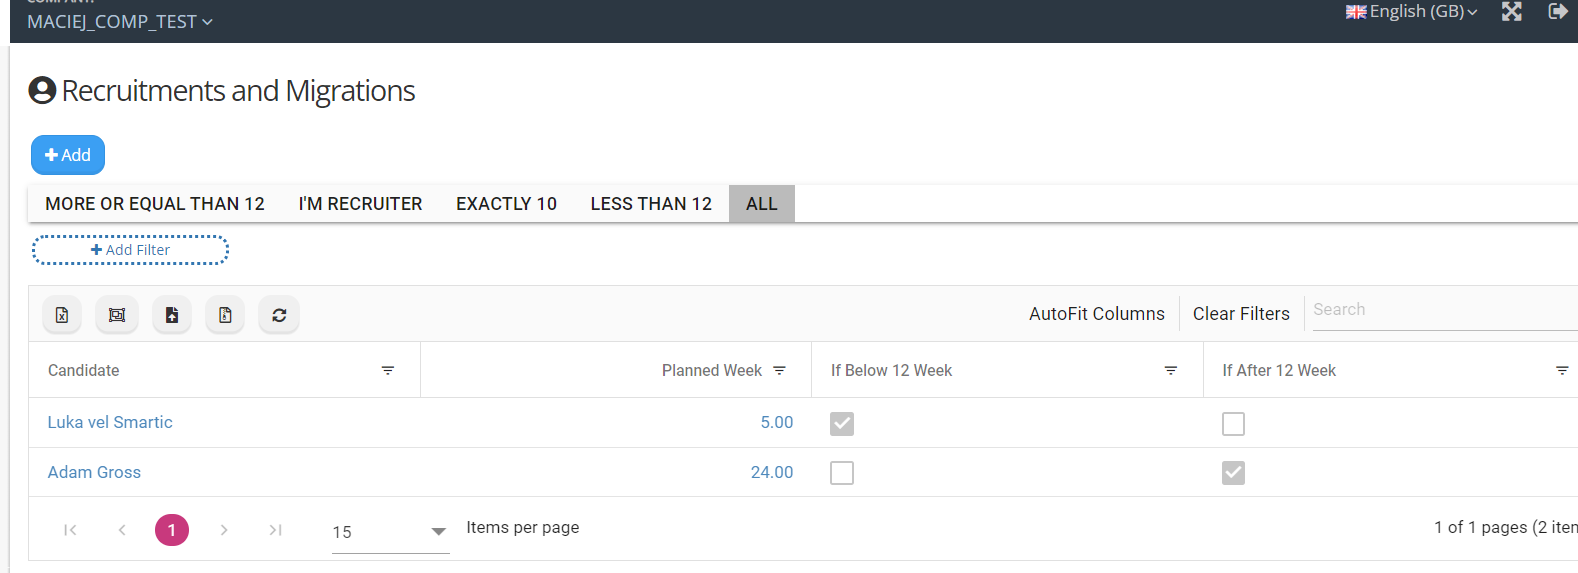 MACIEJ_COMP_TEST
English (GB)
Recruitments and Migrations
Add
MORE OR EQUAL THAN 12 I'M RECRUITER EXACTLY 10 LESS THAN 12 ALL
Add Filter
AutoFit Columns Clear Filters Search
Candidate Planned Week If Below 12 Week If After 12 Week
Luka vel Smartic 5.00
Adam Gross 24.00
1 15 Items per page 1 of 1 pages (2 item